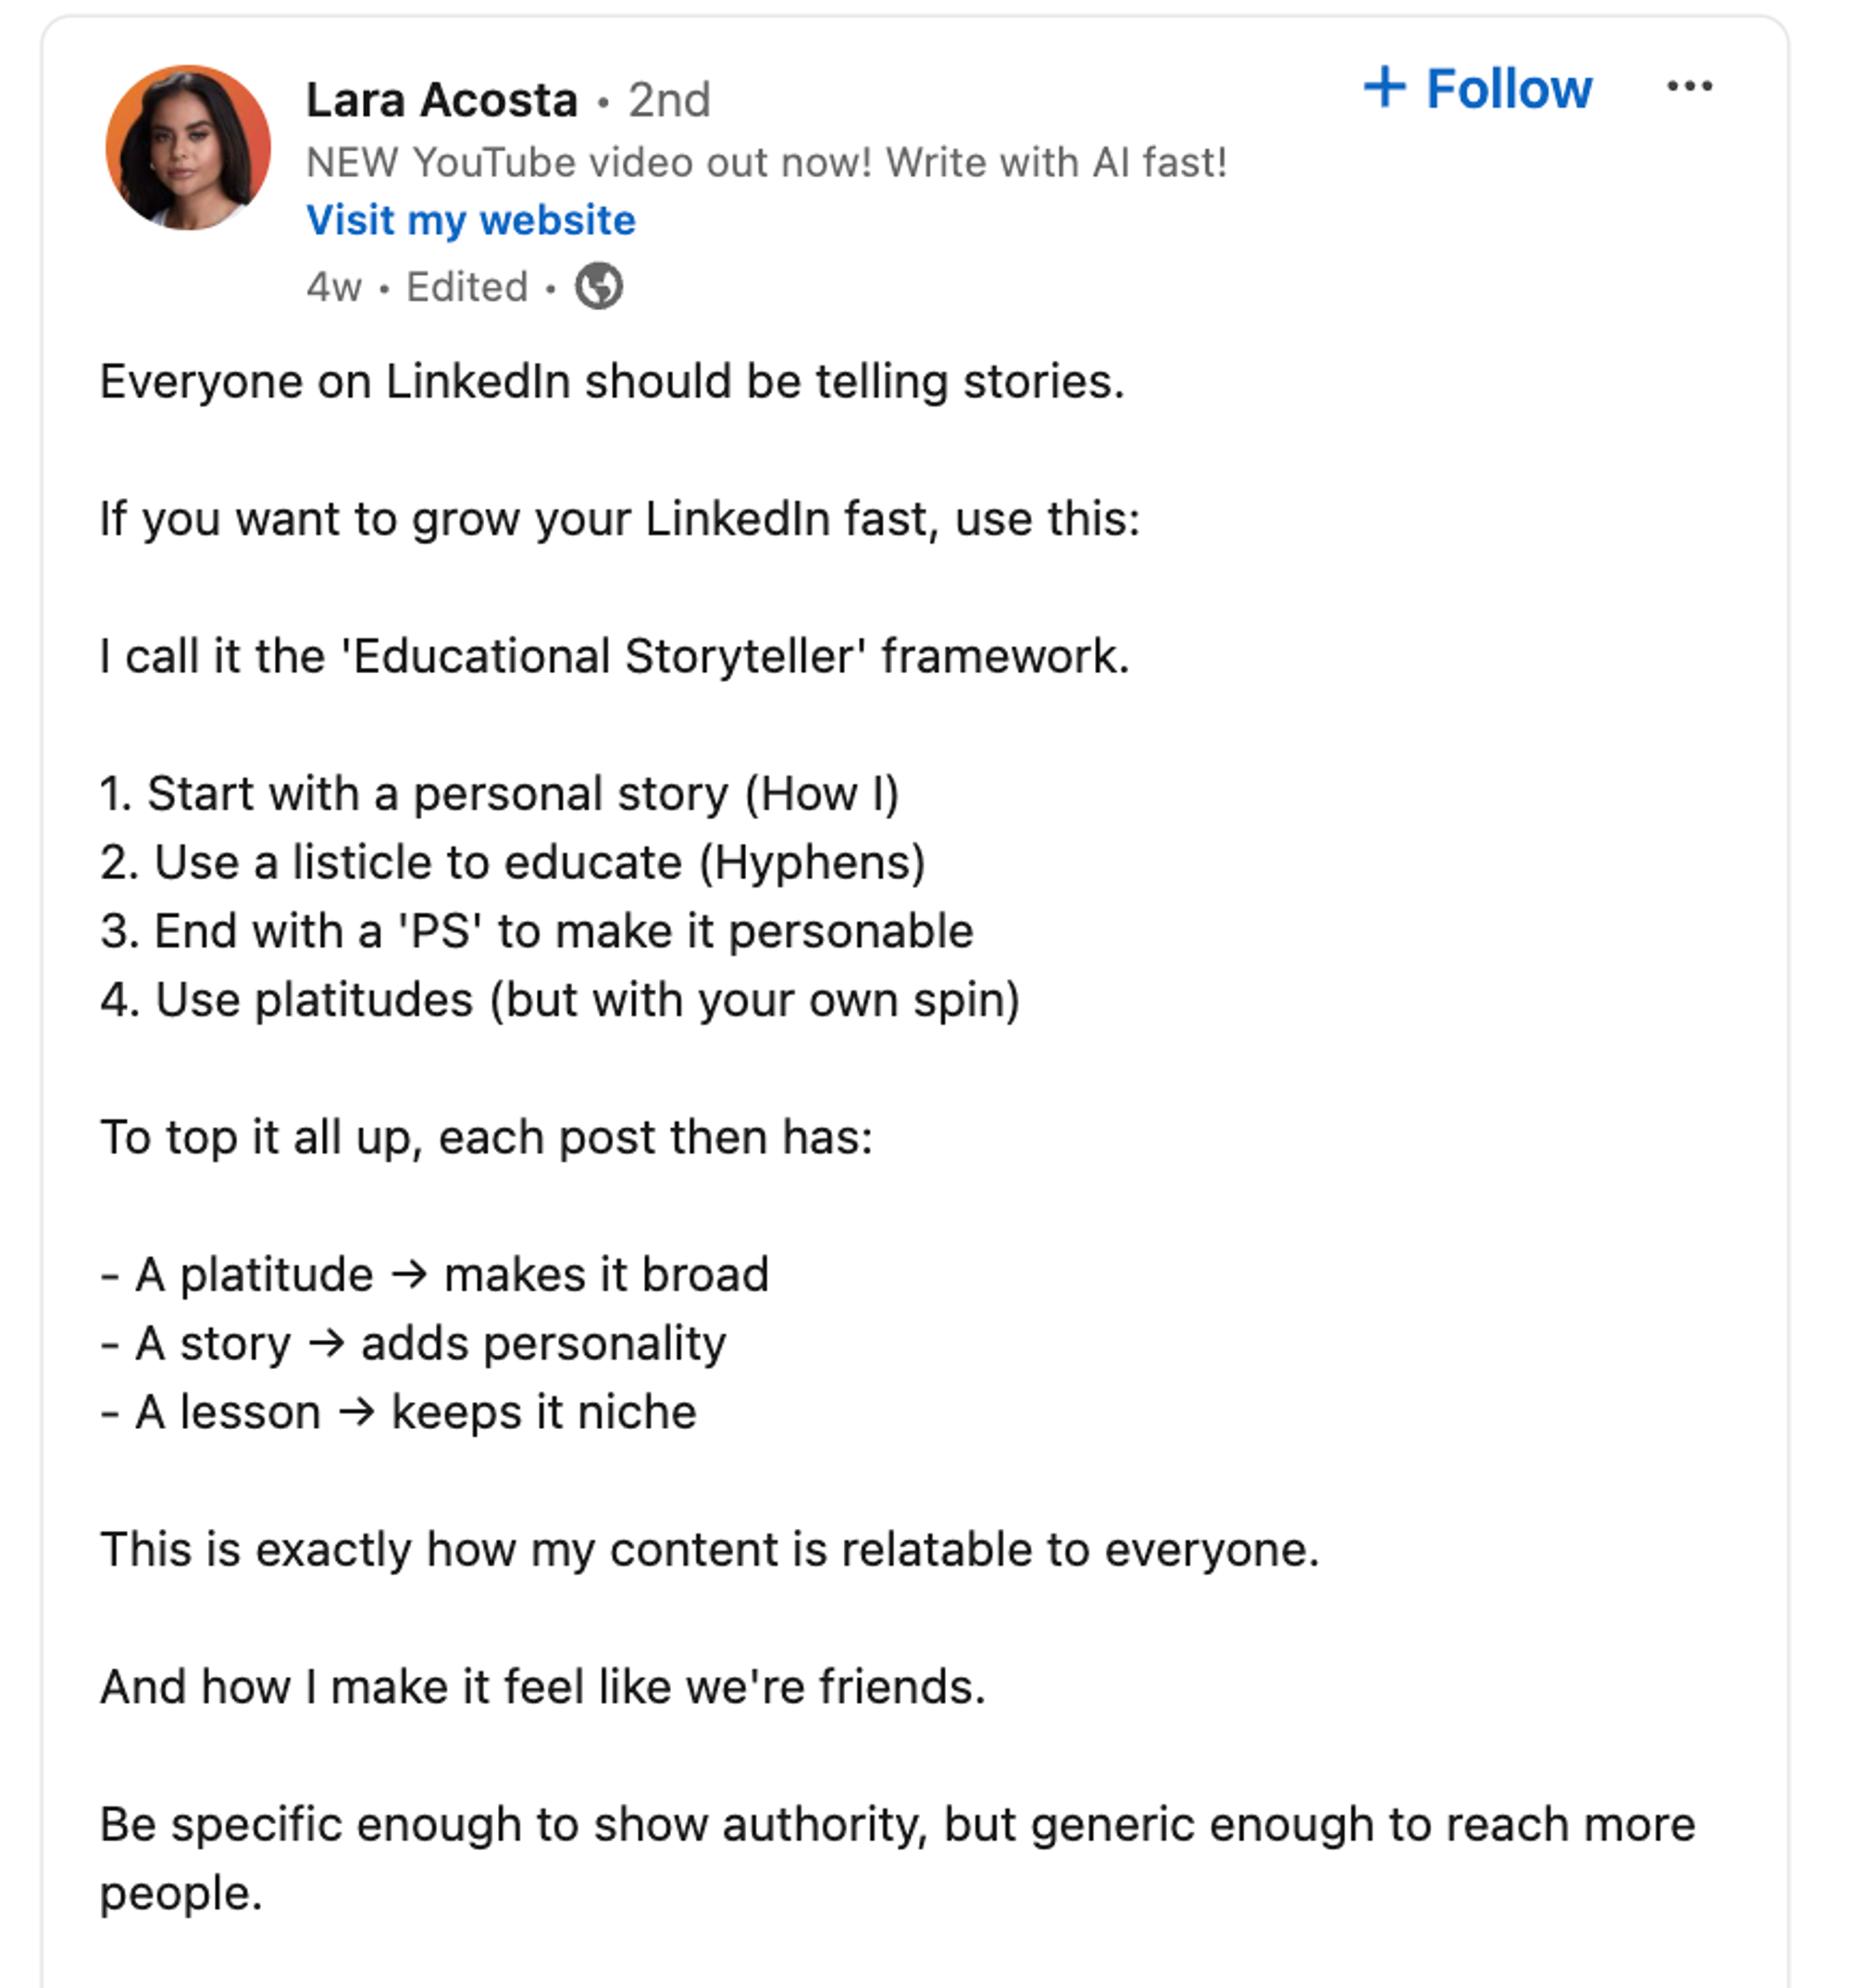 Lara Acosta • 2nd
+ Follow
...
NEW YouTube video out now! Write with AI fast!
Visit my website
4w • Edited •
Everyone on LinkedIn should be telling stories.
If you want to grow your LinkedIn fast, use this:
I call it the 'Educational Storyteller' framework.
1. Start with a personal story (How I)
2. Use a listicle to educate (Hyphens)
3. End with a 'PS' to make it personable
4. Use platitudes (but with your own spin)
To top it all up, each post then has:
- A platitude → makes it broad
- A story → adds personality
- A lesson → keeps it niche
This is exactly how my content is relatable to everyone.
And how I make it feel like we're friends.
Be specific enough to show authority, but generic enough to reach more
people.